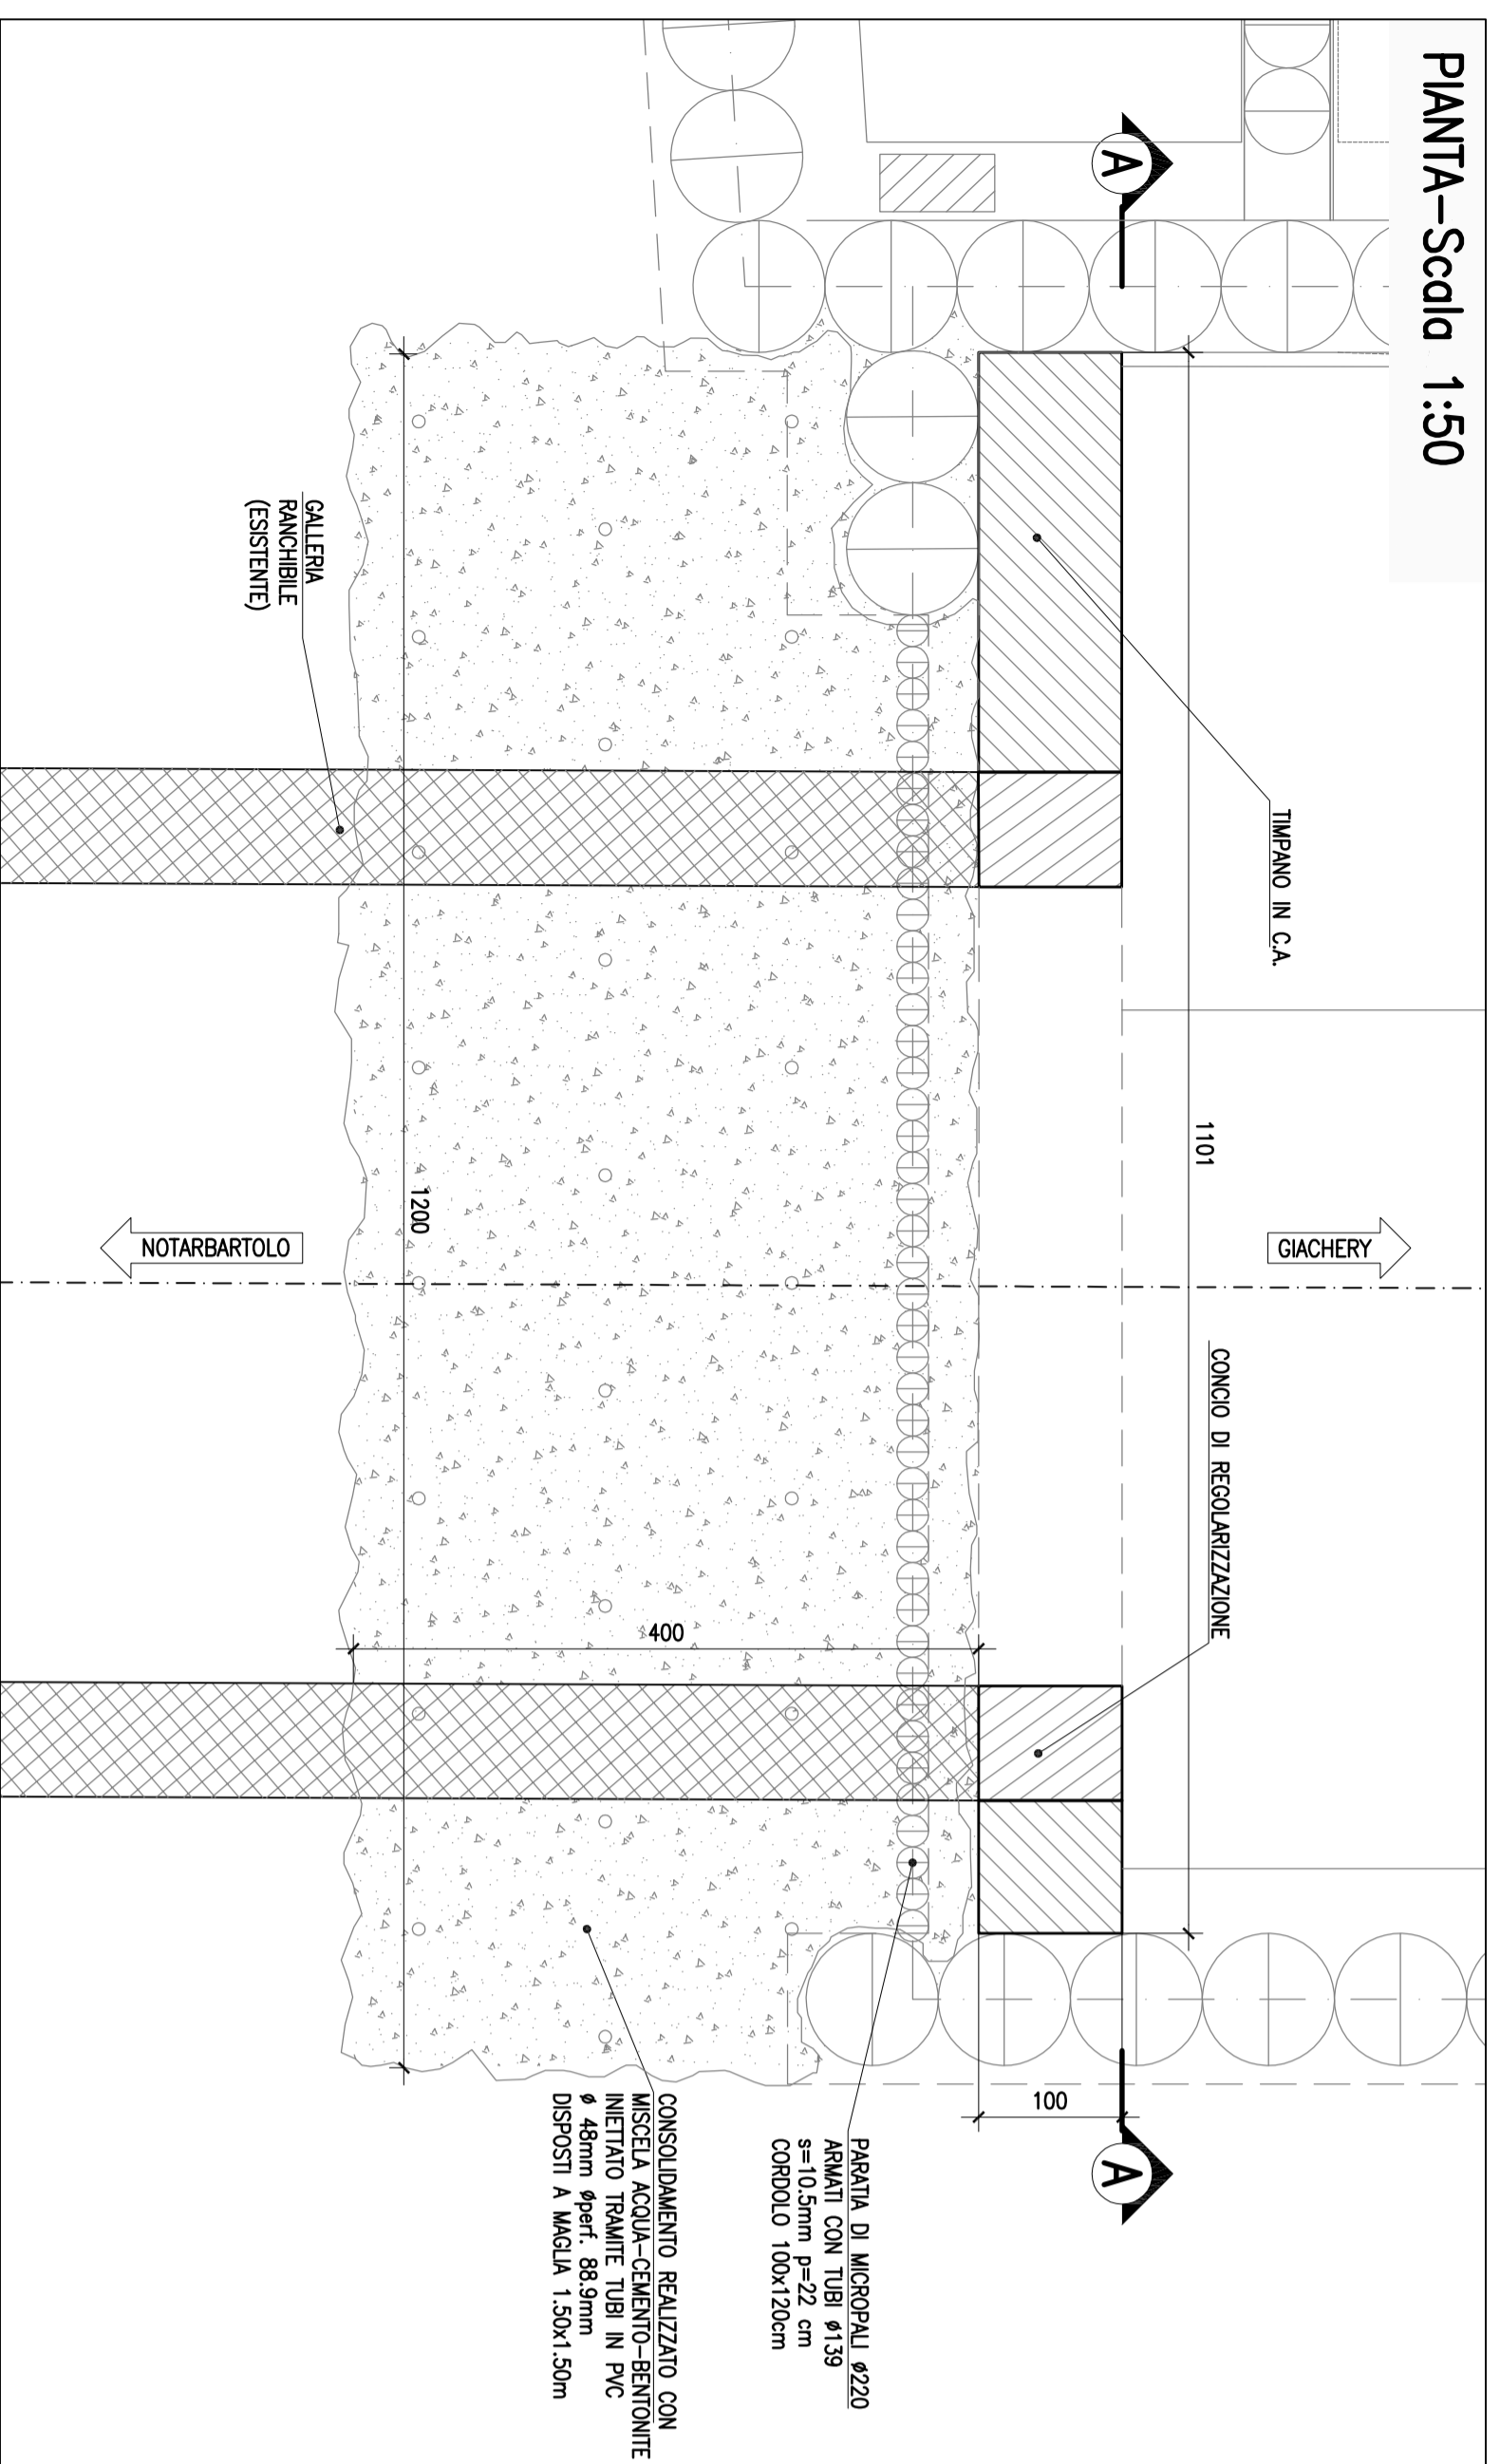 PIANTA-Scala 1:50
A
TIMPANO IN C.A.
1101
GIACHERY
CONCIO DI REGOLARIZZAZIONE
GALLERIA
RANCHIBILE
(ESISTENTE)
1200
NOTARBARTOLO
400
100
A
PARATIA DI MICROPALI ø220
ARMATI CON TUBI ø139
s=10.5mm p=22 cm
CORDOLO 100x120cm
CONSOLIDAMENTO REALIZZATO CON
MISCELA ACQUA-CEMENTO-BENTONITE
INIETTATO TRAMITE TUBI IN PVC
ø 48mm øperf. 88.9mm
DISPOSTI A MAGLIA 1.50x1.50m